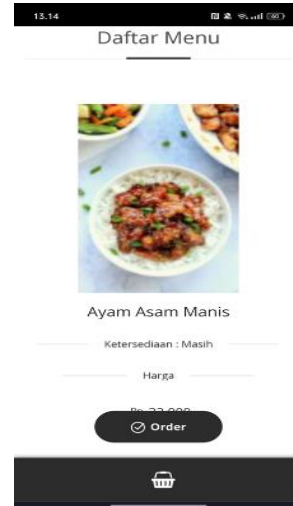 13.14
Daftar Menu
Ayam Asam Manis
Ketersediaan : Masih
Harga
Order